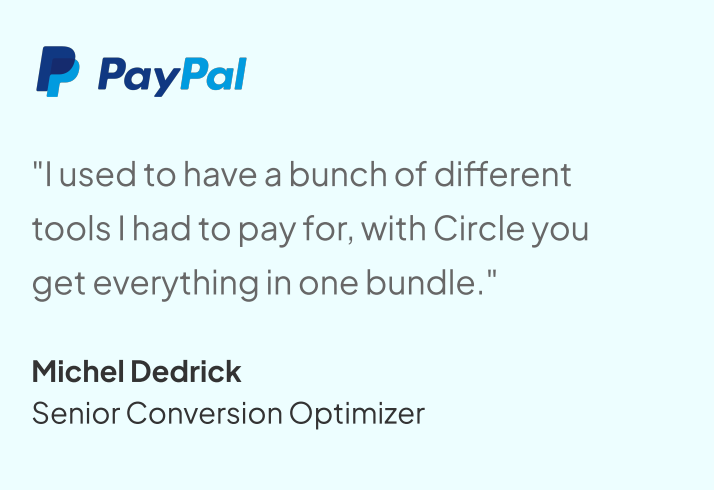 PayPal
"I used to have a bunch of different
tools I had to pay for, with Circle you
get everything in one bundle."
Michel Dedrick
Senior Conversion Optimizer